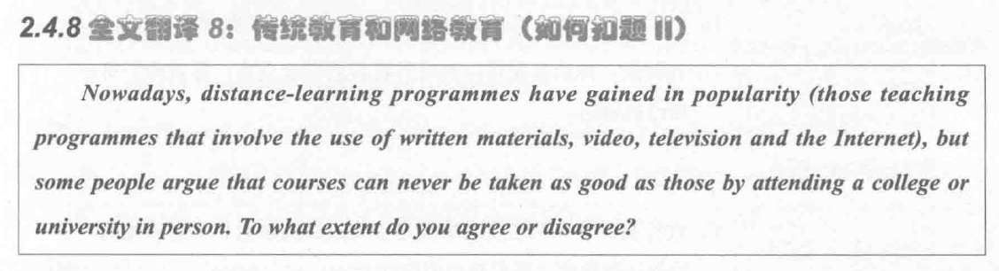 2.4.8 全文翻译 8：传统教育和网络教育（如何扣题 II）
Nowadays, distance-learning programmes have gained in popularity (those teaching
programmes that involve the use of written materials, video, television and the Internet), but
some people argue that courses can never be taken as good as those by attending a college or
university in person. To what extent do you agree or disagree?